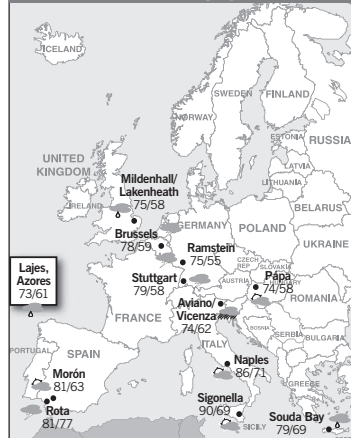 ICELAND
SWEDEN
FINLAND
NORWAY
ESTONIA
RUSSIA
LATVIA
LITHUANIA
UNITED
KINGDOM
Mildenhall/
Lakenheath
75/58
IRELAND
BELARUS
Brussels
78/59
GERMANY
POLAND
UKRAINE
Ramstein
75/55
Lajes,
Azores
73/61
Stuttgart
79/58
CZECH
REP
SLOVAKIA
AUSTRIA
HUNGARY
Pápa
74/58
FRANCE
Aviano/
Vicenza
74/62
ROMANIA
BOSNIA
SERBIA
BULGARIA
ITALY
PORTUGAL
SPAIN
Morón
81/63
Rota
81/77
Naples
86/71
GREECE
Sigonella
90/69
SICILY
Souda Bay
79/69